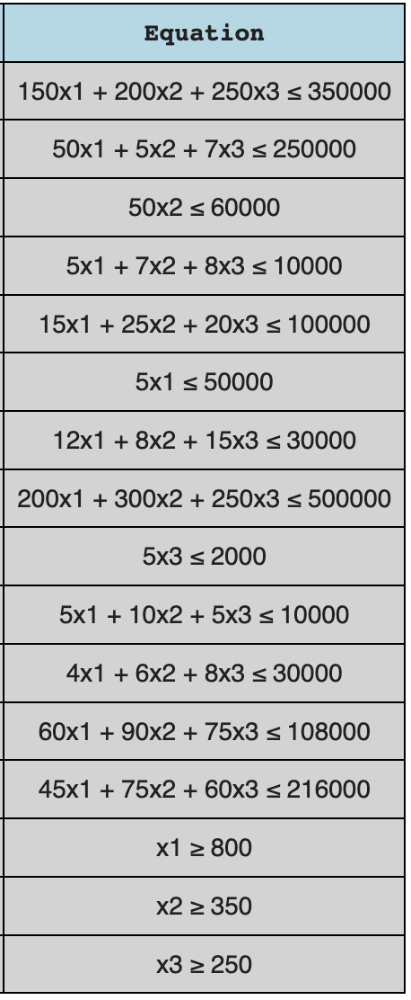 Equation
150x1 + 200x2 + 250x3 ≤ 350000
50x1 + 5x2 + 7x3 ≤ 250000
50x2 ≤ 60000
5x1 + 7x2 + 8x3 ≤ 10000
15x1 + 25x2 + 20x3 ≤ 100000
5x1 ≤ 50000
12x1 + 8x2 + 15x3 ≤ 30000
200x1 + 300x2 + 250x3 ≤ 500000
5x3 ≤ 2000
5x1 + 10x2 + 5x3 ≤ 10000
4x1 + 6x2 + 8x3 ≤ 30000
60x1 + 90x2 + 75x3 ≤ 108000
45x1 + 75x2 + 60x3 ≤ 216000
x1 ≥ 800
x2 ≥ 350
x3 ≥ 250